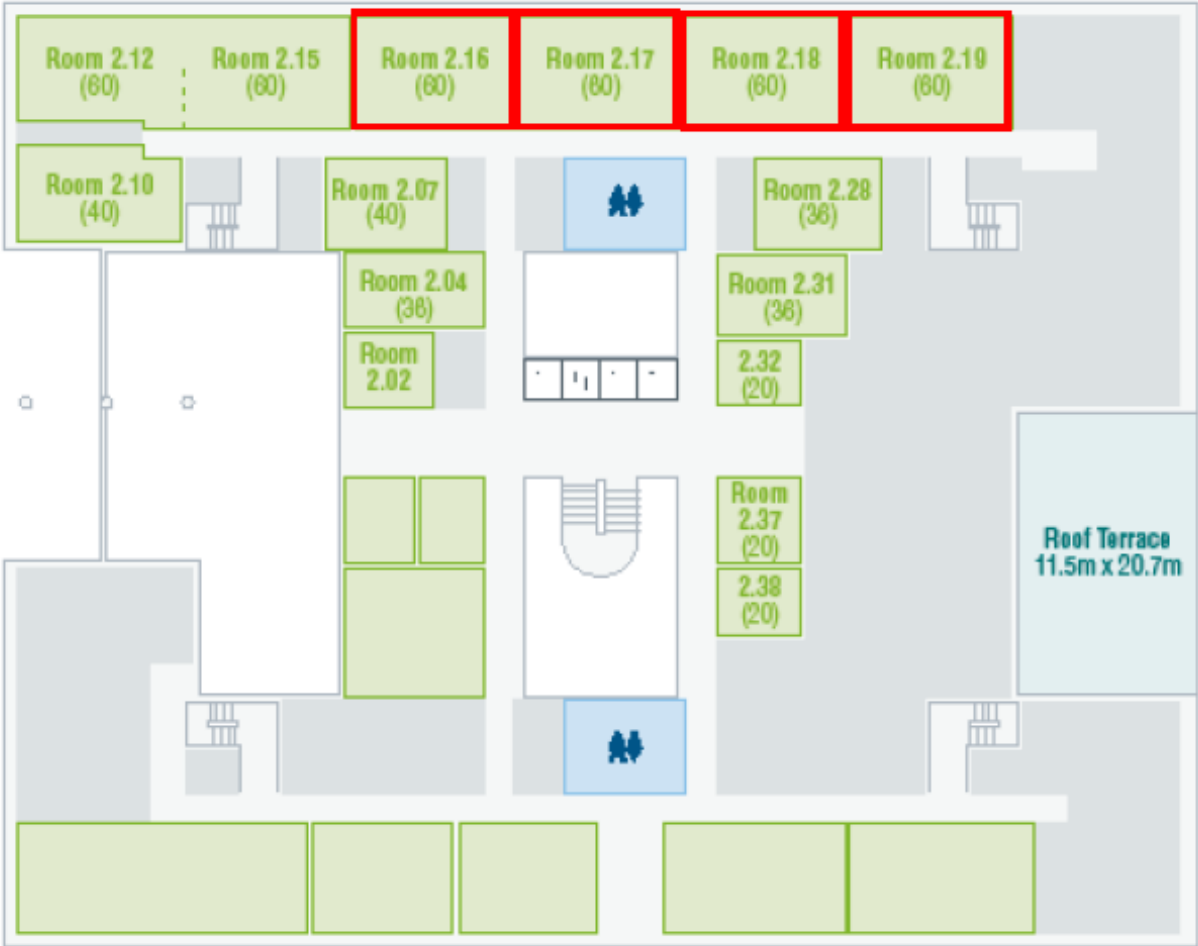 Room 2.12
(60)
Room 2.15
(60)
Room 2.16
(60)
Room 2.17
(60)
Room 2.18
(60)
Room 2.19
(60)
Room 2.10
(40)
Room 2.07
(40)
Room 2.28
(36)
Room 2.04
(36)
Room 2.31
(36)
Room
2.02
2.32
(20)
Room
2.37
(20)
2.38
(20)
Roof Terrace
11.5m x 20.7m